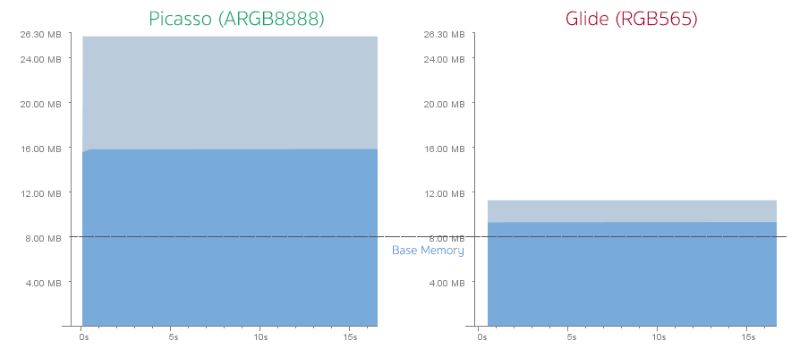 Picasso (ARGB8888)
26.30 MB
24.00 MB
20.00 MB
16.00 MB
12.00 MB
8.00 MB
4.00 MB
0s
5s
10s
15s
Base Memory
Glide (RGB565)
26.30 MB
24.00 MB
20.00 MB
16.00 MB
12.00 MB
8.00 MB
4.00 MB
0s
5s
10s
15s